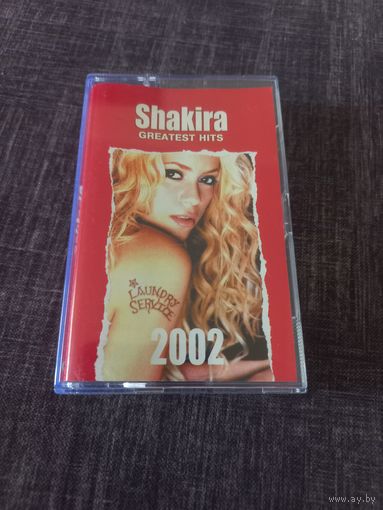 Shakira
GREATEST HITS
LAUNDRY
SERVICE
2002
www.ay.by